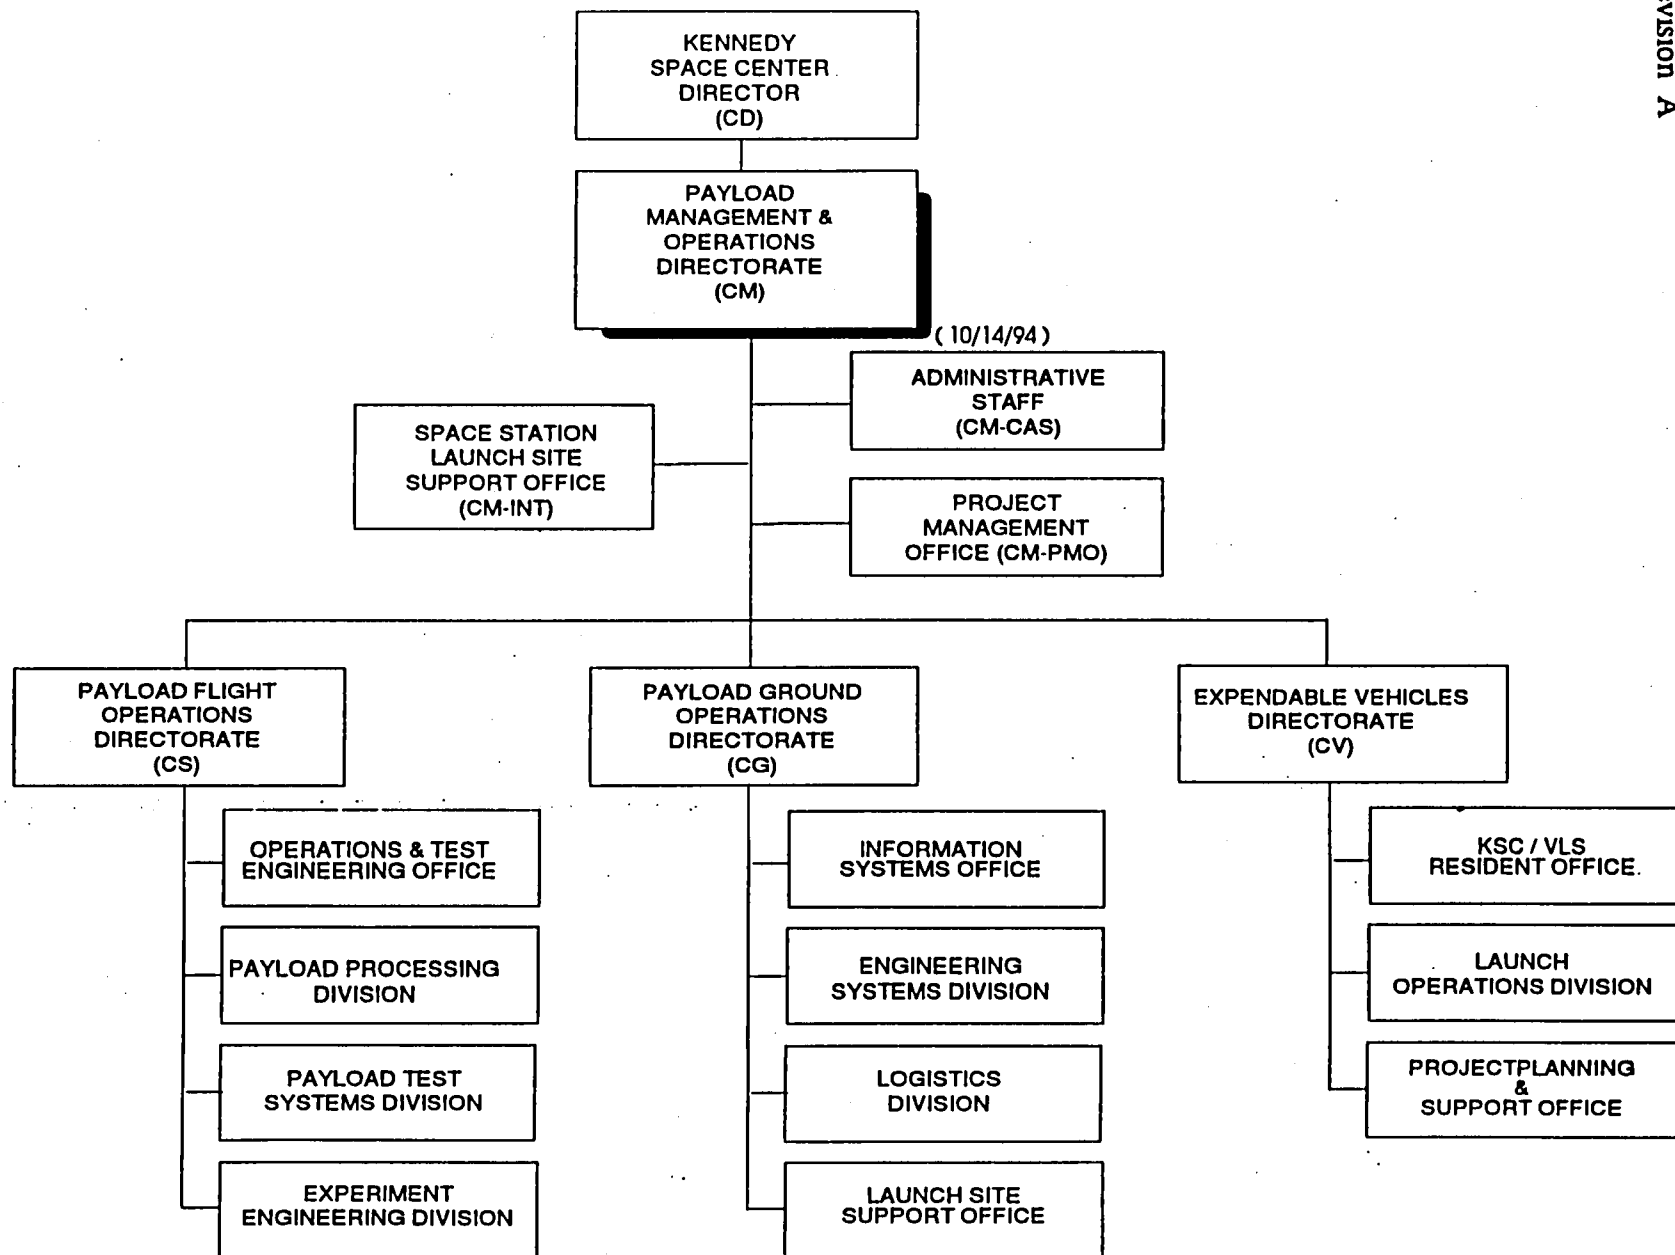 evision A
KENNEDY
SPACE CENTER
DIRECTOR
(CD)
PAYLOAD
MANAGEMENT &
OPERATIONS
DIRECTORATE
(CM)
( 10/14/94 )
ADMINISTRATIVE
STAFF
(CM-CAS)
SPACE STATION
LAUNCH SITE
SUPPORT OFFICE
(CM-INT)
PROJECT
MANAGEMENT
OFFICE (CM-PMO)
PAYLOAD FLIGHT
OPERATIONS
DIRECTORATE
(CS)
PAYLOAD GROUND
OPERATIONS
DIRECTORATE
(CG)
EXPENDABLE VEHICLES
DIRECTORATE
(CV)
OPERATIONS & TEST
ENGINEERING OFFICE
PAYLOAD PROCESSING
DIVISION
PAYLOAD TEST
SYSTEMS DIVISION
EXPERIMENT
ENGINEERING DIVISION
INFORMATION
SYSTEMS OFFICE
ENGINEERING
SYSTEMS DIVISION
LOGISTICS
DIVISION
LAUNCH SITE
SUPPORT OFFICE
KSC / VLS
RESIDENT OFFICE.
LAUNCH
OPERATIONS DIVISION
PROJECTPLANNING
&
SUPPORT OFFICE